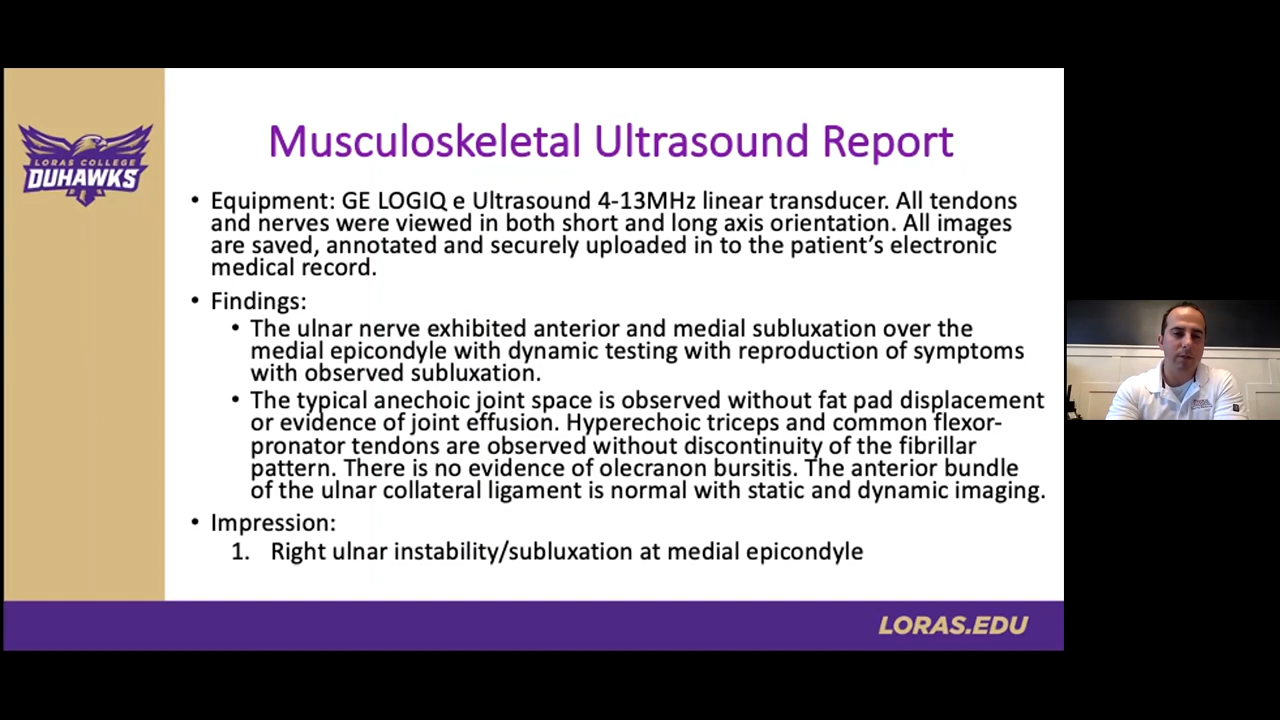 LORAS COLLEGE
DUHAWKS
Musculoskeletal Ultrasound Report
• Equipment: GE LOGIQ e Ultrasound 4-13MHz linear transducer. All tendons
and nerves were viewed in both short and long axis orientation. All images
are saved, annotated and securely uploaded in to the patient’s electronic
medical record.
• Findings:
• The ulnar nerve exhibited anterior and medial subluxation over the
medial epicondyle with dynamic testing with reproduction of symptoms
with observed subluxation.
• The typical anechoic joint space is observed without fat pad displacement
or evidence of joint effusion. Hyperechoic triceps and common flexor-
pronator tendons are observed without discontinuity of the fibrillar
pattern. There is no evidence of olecranon bursitis. The anterior bundle
of the ulnar collateral ligament is normal with static and dynamic imaging.
• Impression:
1. Right ulnar instability/subluxation at medial epicondyle
LORAS.EDU